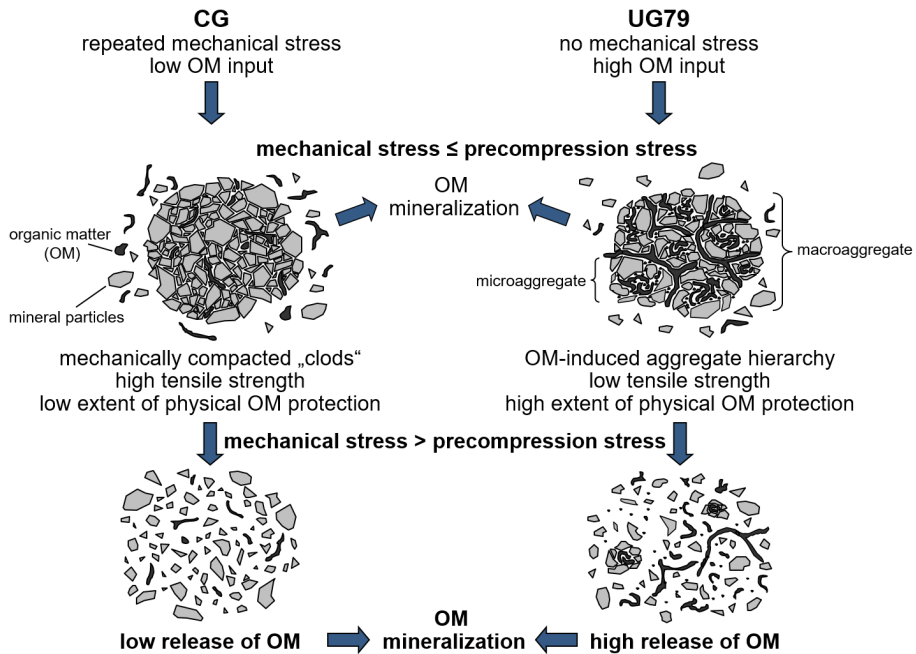 CG
repeated mechanical stress
low OM input
UG79
no mechanical stress
high OM input
mechanical stress ≤ precompression stress
OM
mineralization
organic matter
(OM)
mineral particles
microaggregate
macroaggregate
mechanically compacted „clods“
high tensile strength
low extent of physical OM protection
OM-induced aggregate hierarchy
low tensile strength
high extent of physical OM protection
mechanical stress > precompression stress
low release of OM
OM
mineralization
high release of OM